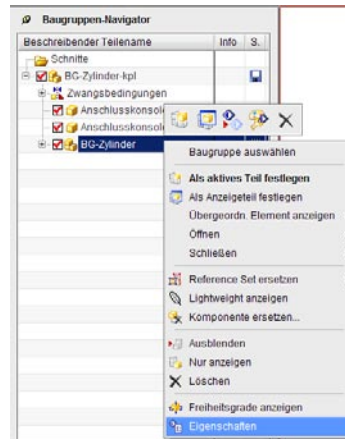 Baugruppen-Navigator
Beschreibender Teilename Info S.
Schnitte
BG-Zylinder-kpl
Zwangsbedingungen
Anschlusskonsol
Anschlusskonsol
BG-Zylinder
Baugruppe auswählen
Als aktives Teil festlegen
Als Anzeigeteil festlegen
Übergeordn. Element anzeigen
Öffnen
Schließen
Reference Set ersetzen
Lightweight anzeigen
Komponente ersetzen...
Ausblenden
Nur anzeigen
Löschen
Freiheitsgrade anzeigen
Eigenschaften